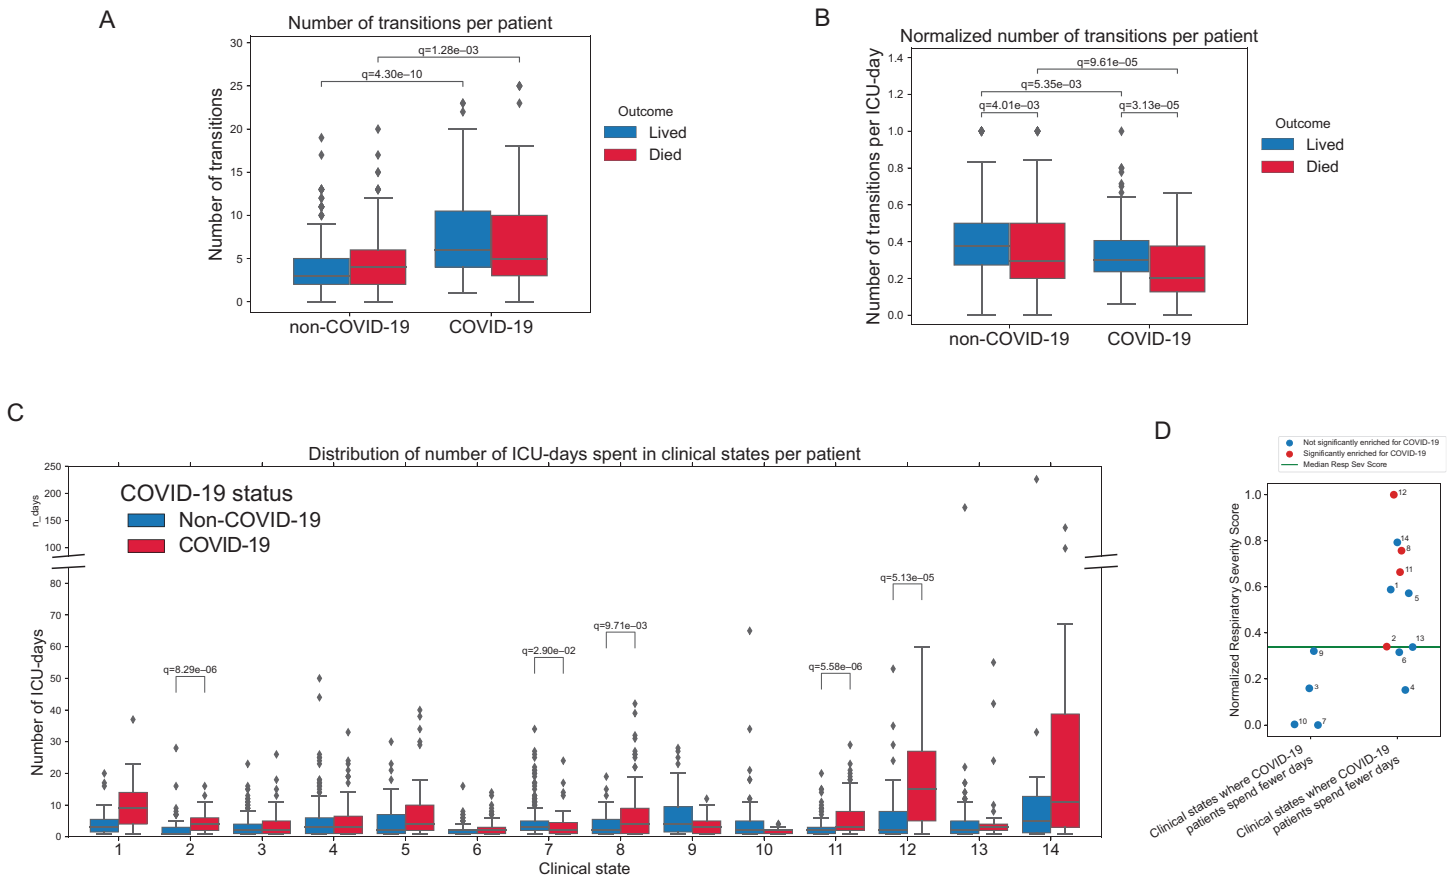 A
Number of transitions per patient
Number of transitions
30
25
20
15
10
5
0
q=1.28e–03
q=4.30e–10
non-COVID-19
COVID-19
Outcome
Lived
Died
B
Normalized number of transitions per patient
Number of transitions per ICU-day
1.4
1.2
1.0
0.8
0.6
0.4
0.2
0.0
q=9.61e–05
q=5.35e–03
q=4.01e–03
q=3.13e–05
non-COVID-19
COVID-19
Outcome
Lived
Died
C
Distribution of number of ICU-days spent in clinical states per patient
n_days
250
200
150
100
Number of ICU-days
80
70
60
50
40
30
20
10
0
COVID-19 status
Non-COVID-19
COVID-19
q=8.29e–06
q=2.90e–02
q=9.71e–03
q=5.58e–06
q=5.13e–05
1
2
3
4
5
6
7
8
9
10
11
12
13
14
Clinical state
D
Not significantly enriched for COVID-19
Significantly enriched for COVID-19
Median Resp Sev Score
Normalized Respiratory Severity Score
1.0
0.8
0.6
0.4
0.2
0.0
12
14
8
11
1
5
2
13
9
6
3
4
10
7
Clinical states where COVID-19
patients spend fewer days
Clinical states where COVID-19
patients spend fewer days